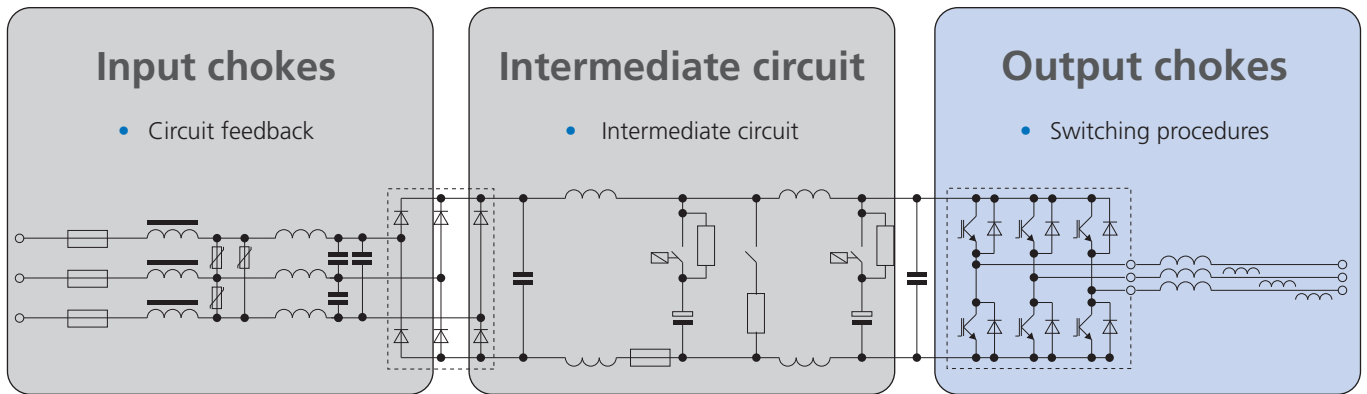 Input chokes
• Circuit feedback
Intermediate circuit
• Intermediate circuit
Output chokes
• Switching procedures